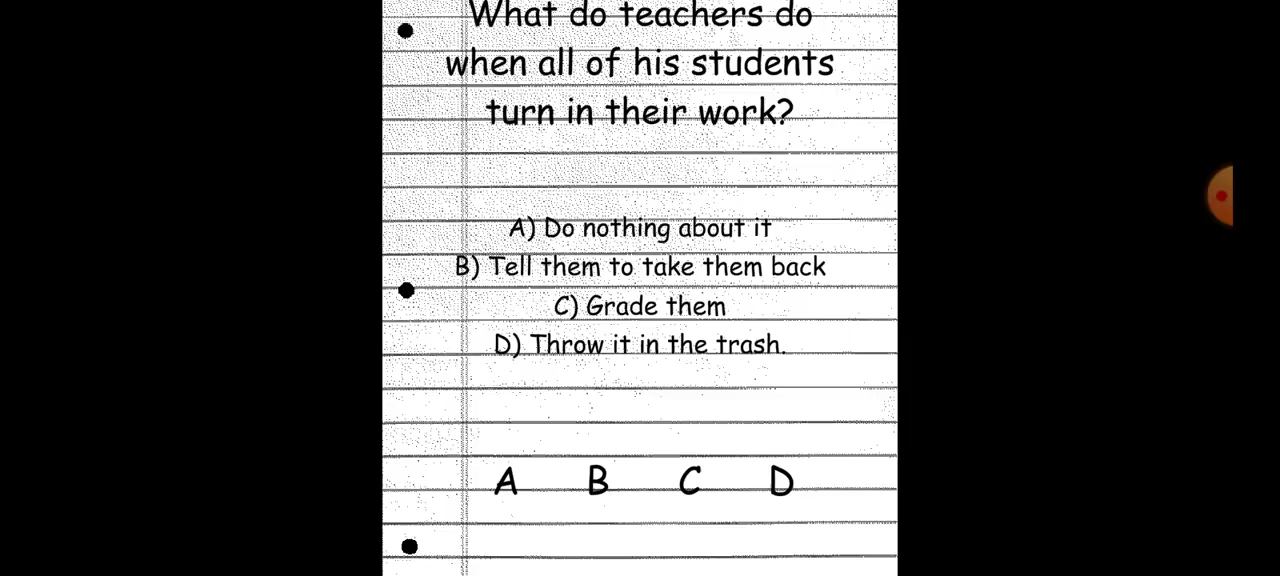 What do teachers do
when all of his students
turn in their work?
A) Do nothing about it
B) Tell them to take them back
C) Grade them
D) Throw it in the trash.
A B C D